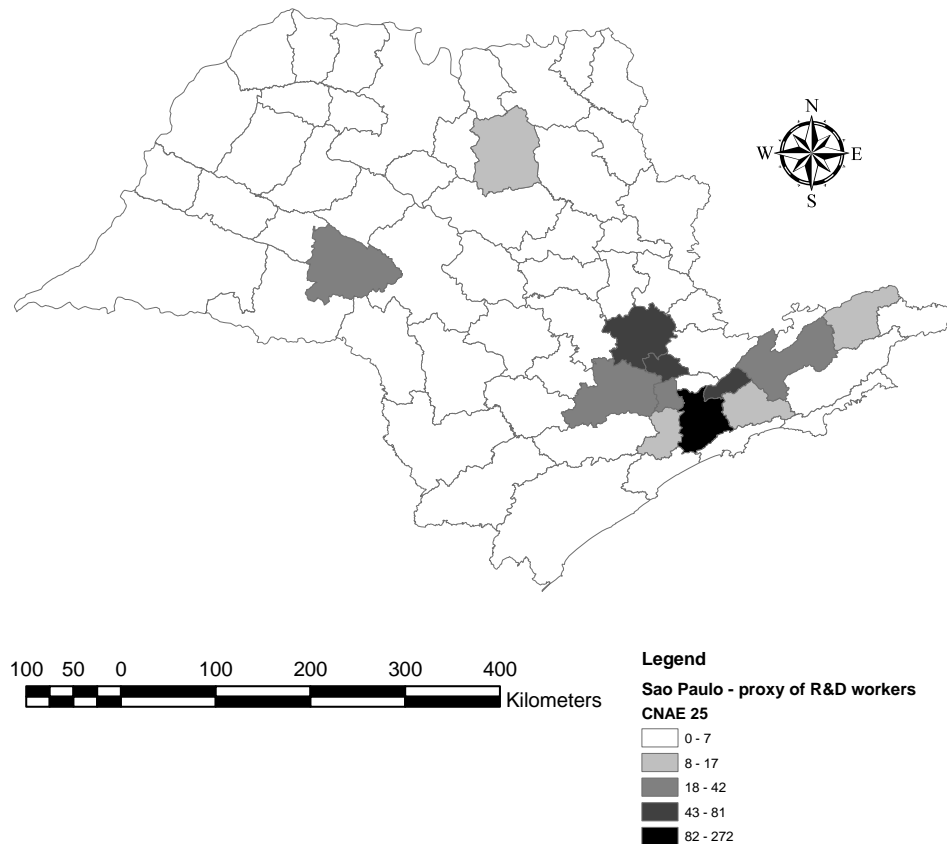 N
W E
S
100 50 0 100 200 300 400
Kilometers
Legend
Sao Paulo - proxy of R&D workers
CNAE 25
0 - 7
8 - 17
18 - 42
43 - 81
82 - 272